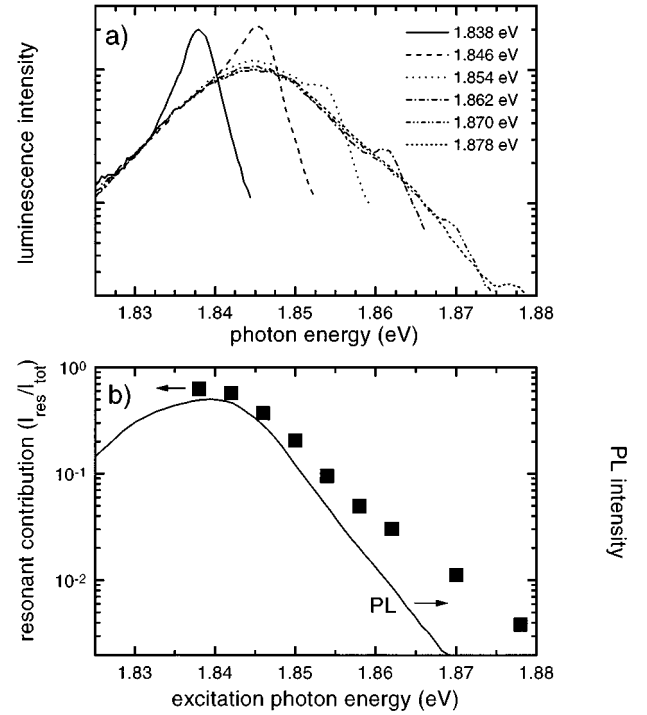 a)
1.838 eV
1.846 eV
1.854 eV
1.862 eV
1.870 eV
1.878 eV
luminescence intensity
1.83 1.84 1.85 1.86 1.87 1.88
photon energy (eV)
b)
10^0
10^-1
10^-2
resonant contribution (I_res/I_tot)
PL intensity
PL
1.83 1.84 1.85 1.86 1.87 1.88
excitation photon energy (eV)